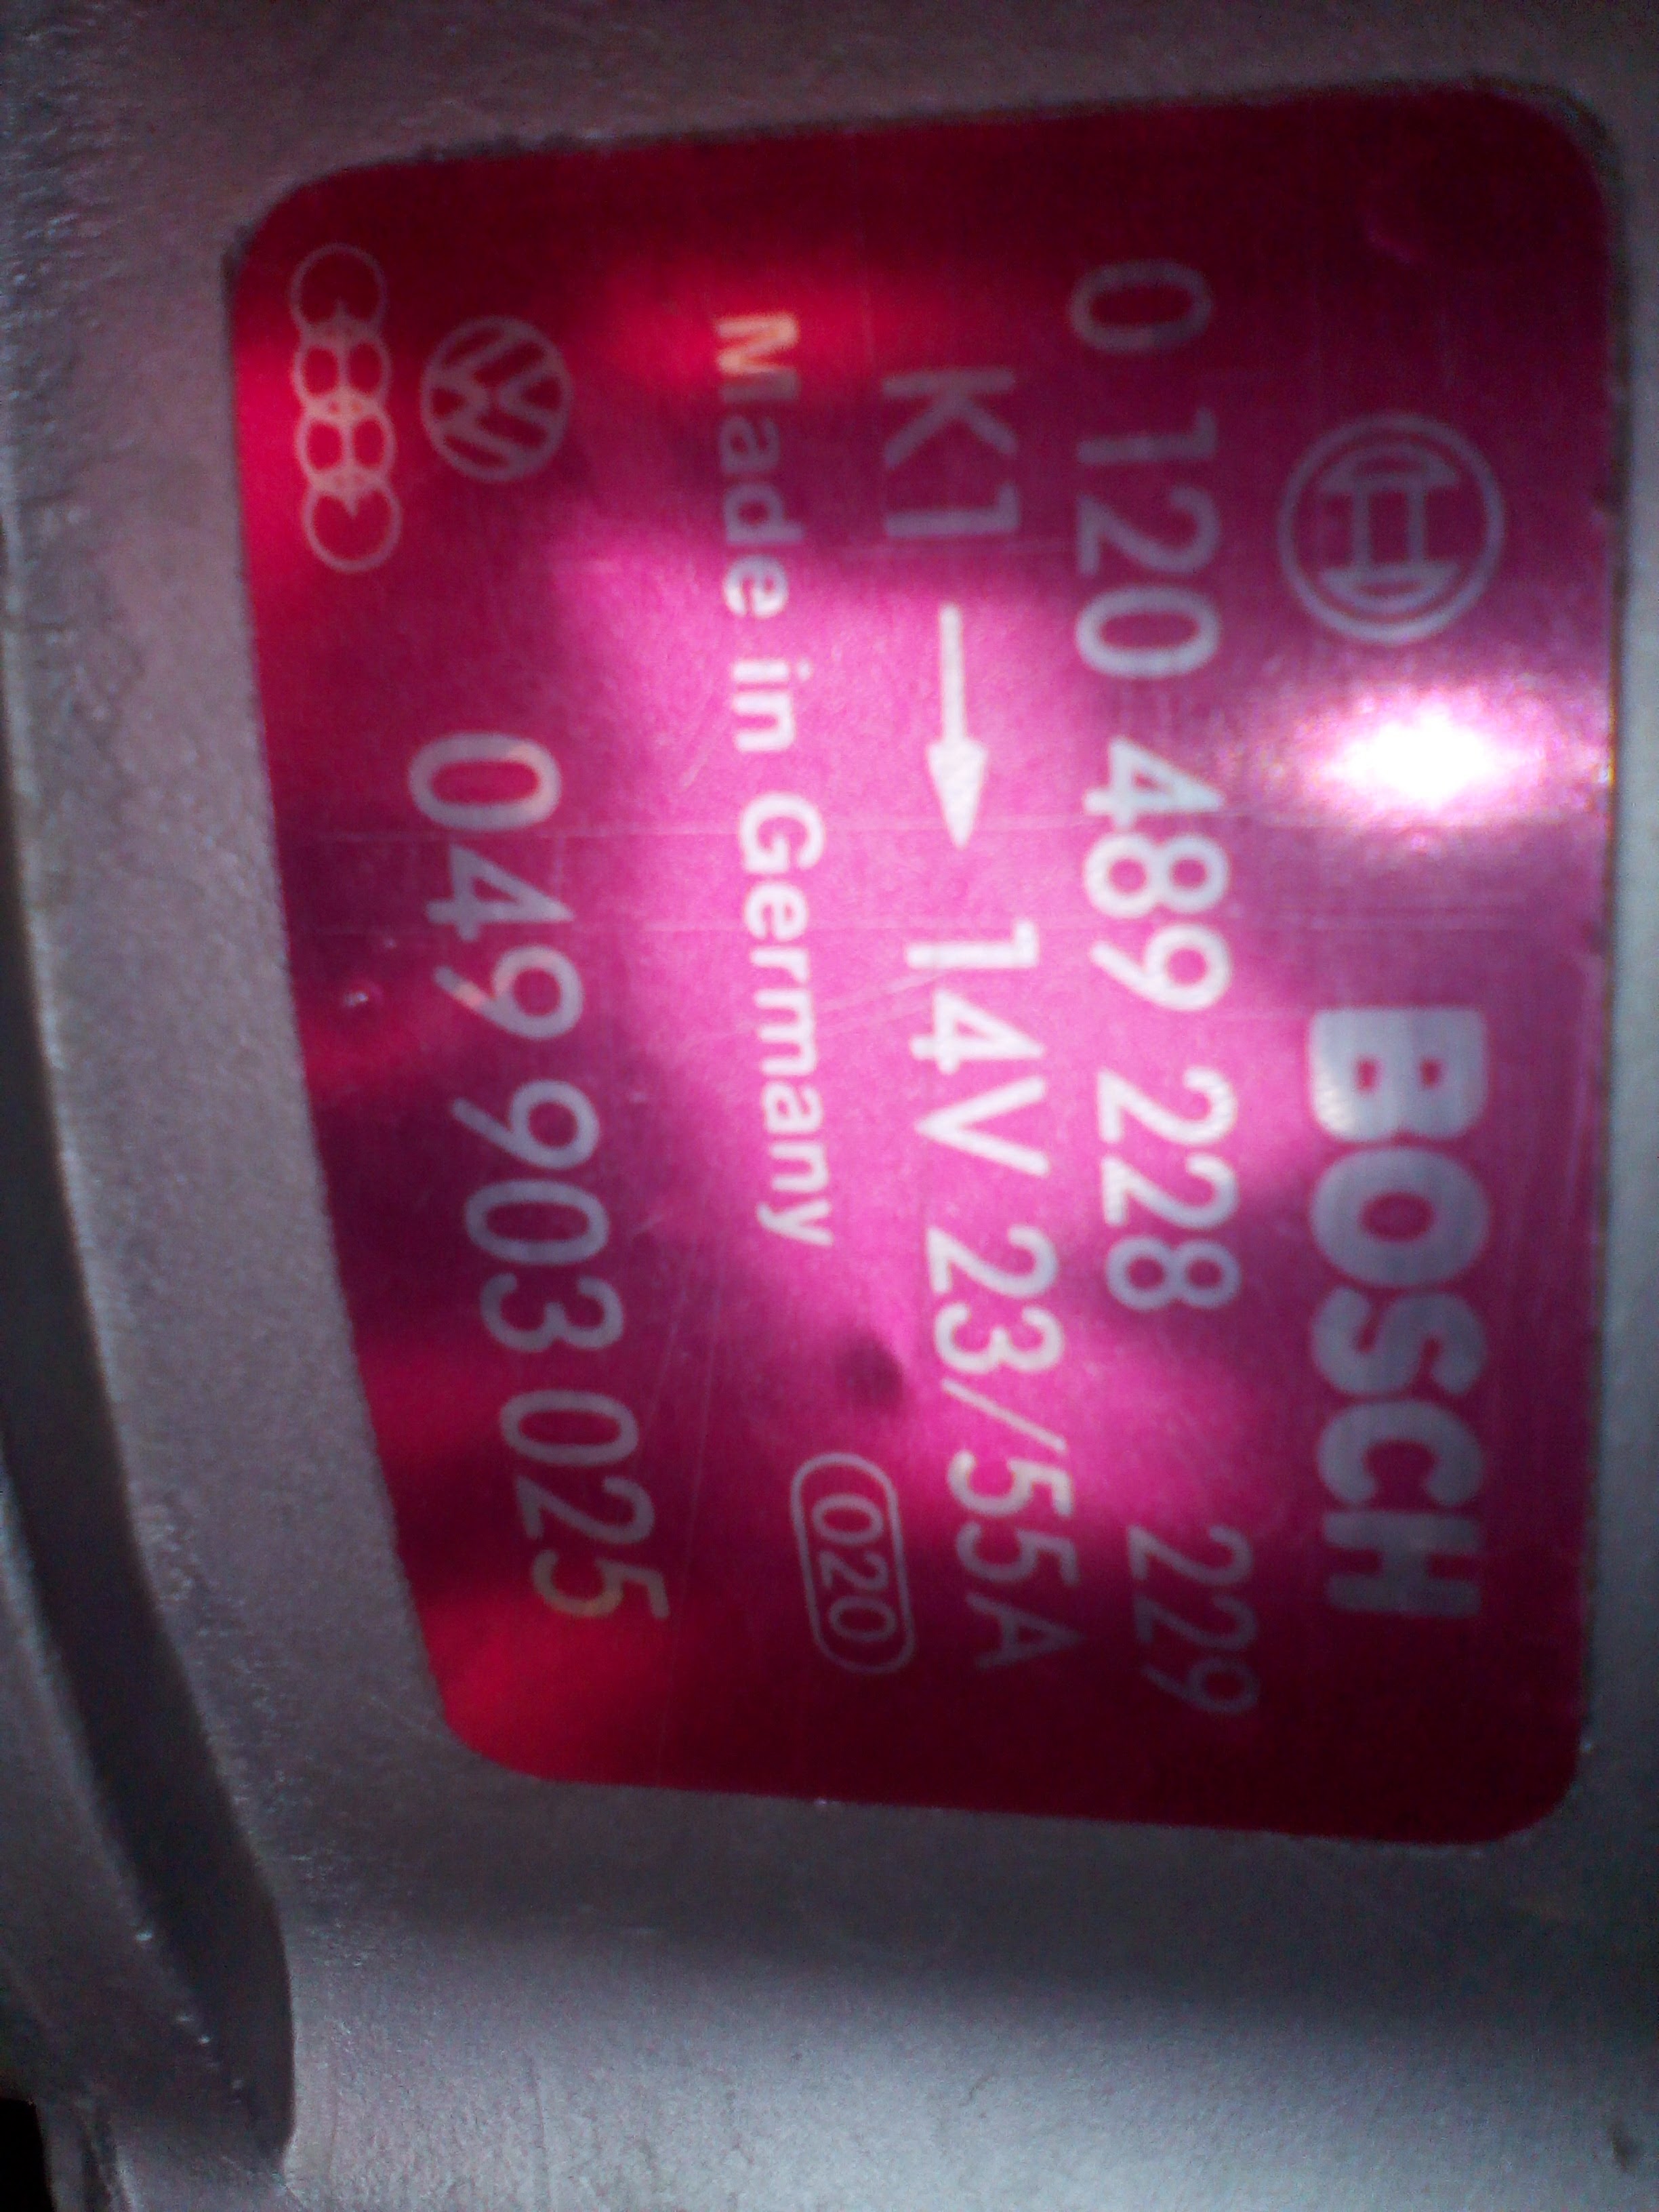 BOSCH
0 120 489 228 229
K1 → 14V 23/55A
Made in Germany 020
049 903 025